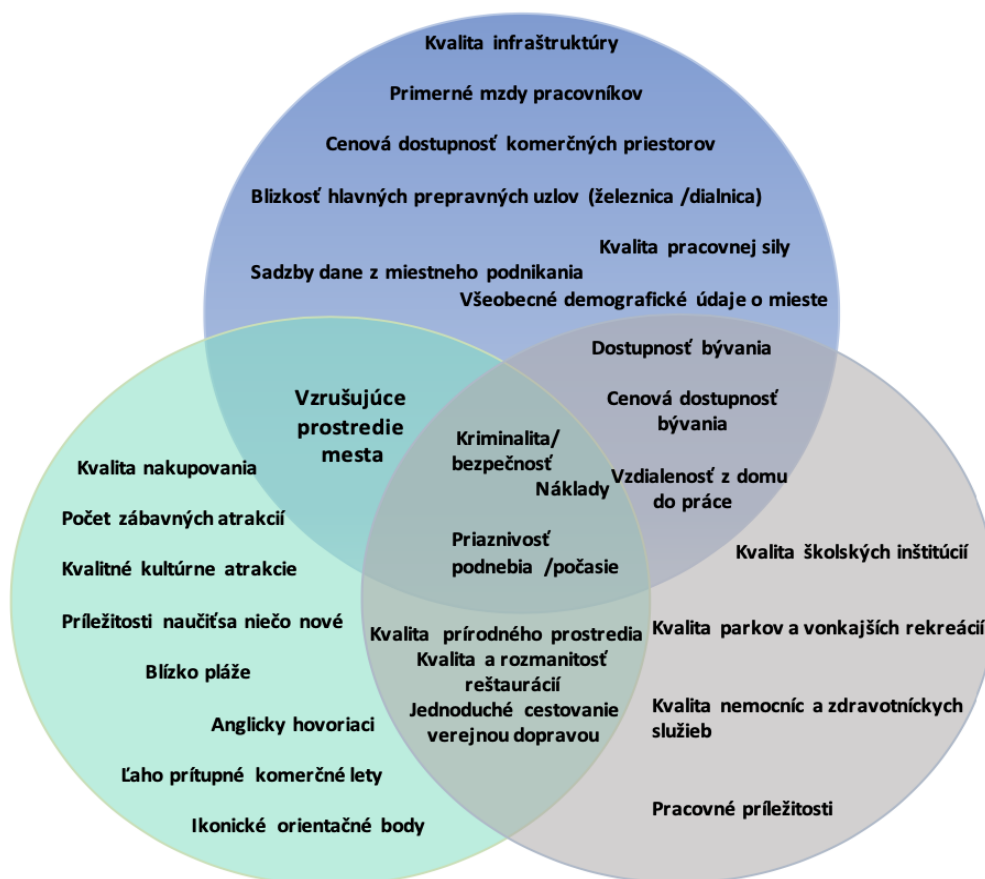 Kvalita infraštruktúry
Primerné mzdy pracovníkov
Cenová dostupnosť komerčných priestorov
Blizkosť hlavných prepravných uzlov (železnica /dialnica)
Kvalita pracovnej sily
Sadzby dane z miestneho podnikania
Všeobecné demografické údaje o mieste
Dostupnosť bývania
Cenová dostupnosť
bývania
Vzdialenosť z domu
do práce
Vzrušujúce
prostredie
mesta
Kriminalita/
bezpečnosť
Náklady
Priaznivosť
podnebia /počasie
Kvalita nakupovania
Počet zábavných atrakcií
Kvalitné kultúrne atrakcie
Príležitosti naučiťsa niečo nové
Blízko pláže
Anglicky hovoriaci
Ľaho prítupné komerčné lety
Ikonické orientačné body
Kvalita prírodného prostredia
Kvalita a rozmanitosť
reštaurácií
Jednoduché cestovanie
verejnou dopravou
Kvalita školských inštitúcií
Kvalita parkov a vonkajších rekreácií
Kvalita nemocníc a zdravotníckych
služieb
Pracovné príležitosti